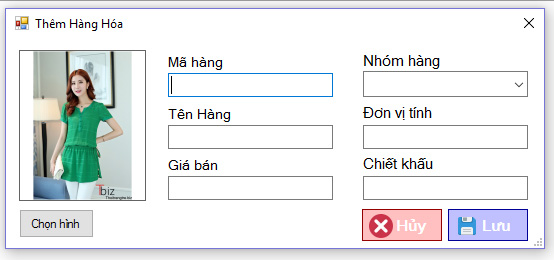 Thêm Hàng Hóa
Mã hàng
Nhóm hàng
Tên Hàng
Đơn vị tính
Giá bán
Chiết khấu
Tbiz
Chọn hình
Hủy
Lưu